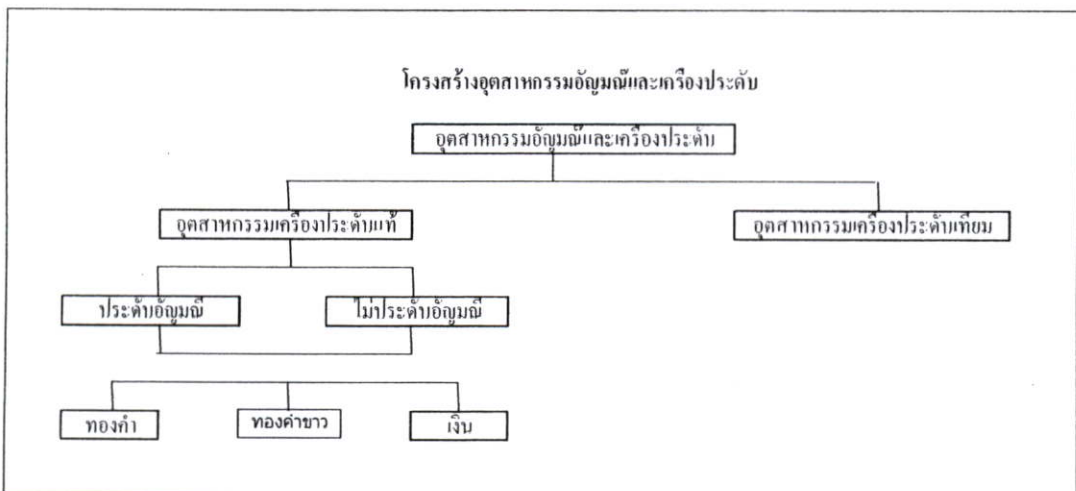 โครงสร้างอุตสาหกรรมอัญมณีและเครื่องประดับ
อุตสาหกรรมอัญมณีและเครื่องประดับ
อุตสาหกรรมเครื่องประดับแท้ อุตสาหกรรมเครื่องประดับเทียม
ประดับอัญมณี ไม่ประดับอัญมณี
ทองคำ ทองคำขาว เงิน